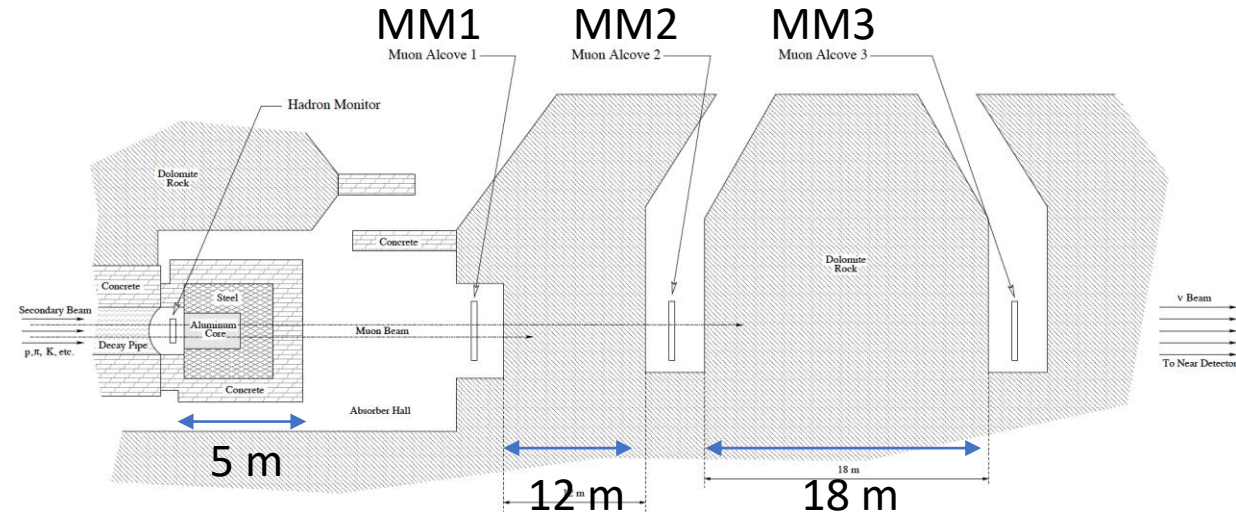 MM1
MM2
MM3
Muon Alcove 1
Muon Alcove 2
Muon Alcove 3
Hadron Monitor
Dolomite
Rock
Concrete
Concrete
Steel
Secondary Beam
Aluminum
Core
Muon Beam
Decay Pipe
p,π, K, etc.
Concrete
Absorber Hall
Dolomite
Rock
ν Beam
To Near Detector
5 m
18 m
12 m
18 m